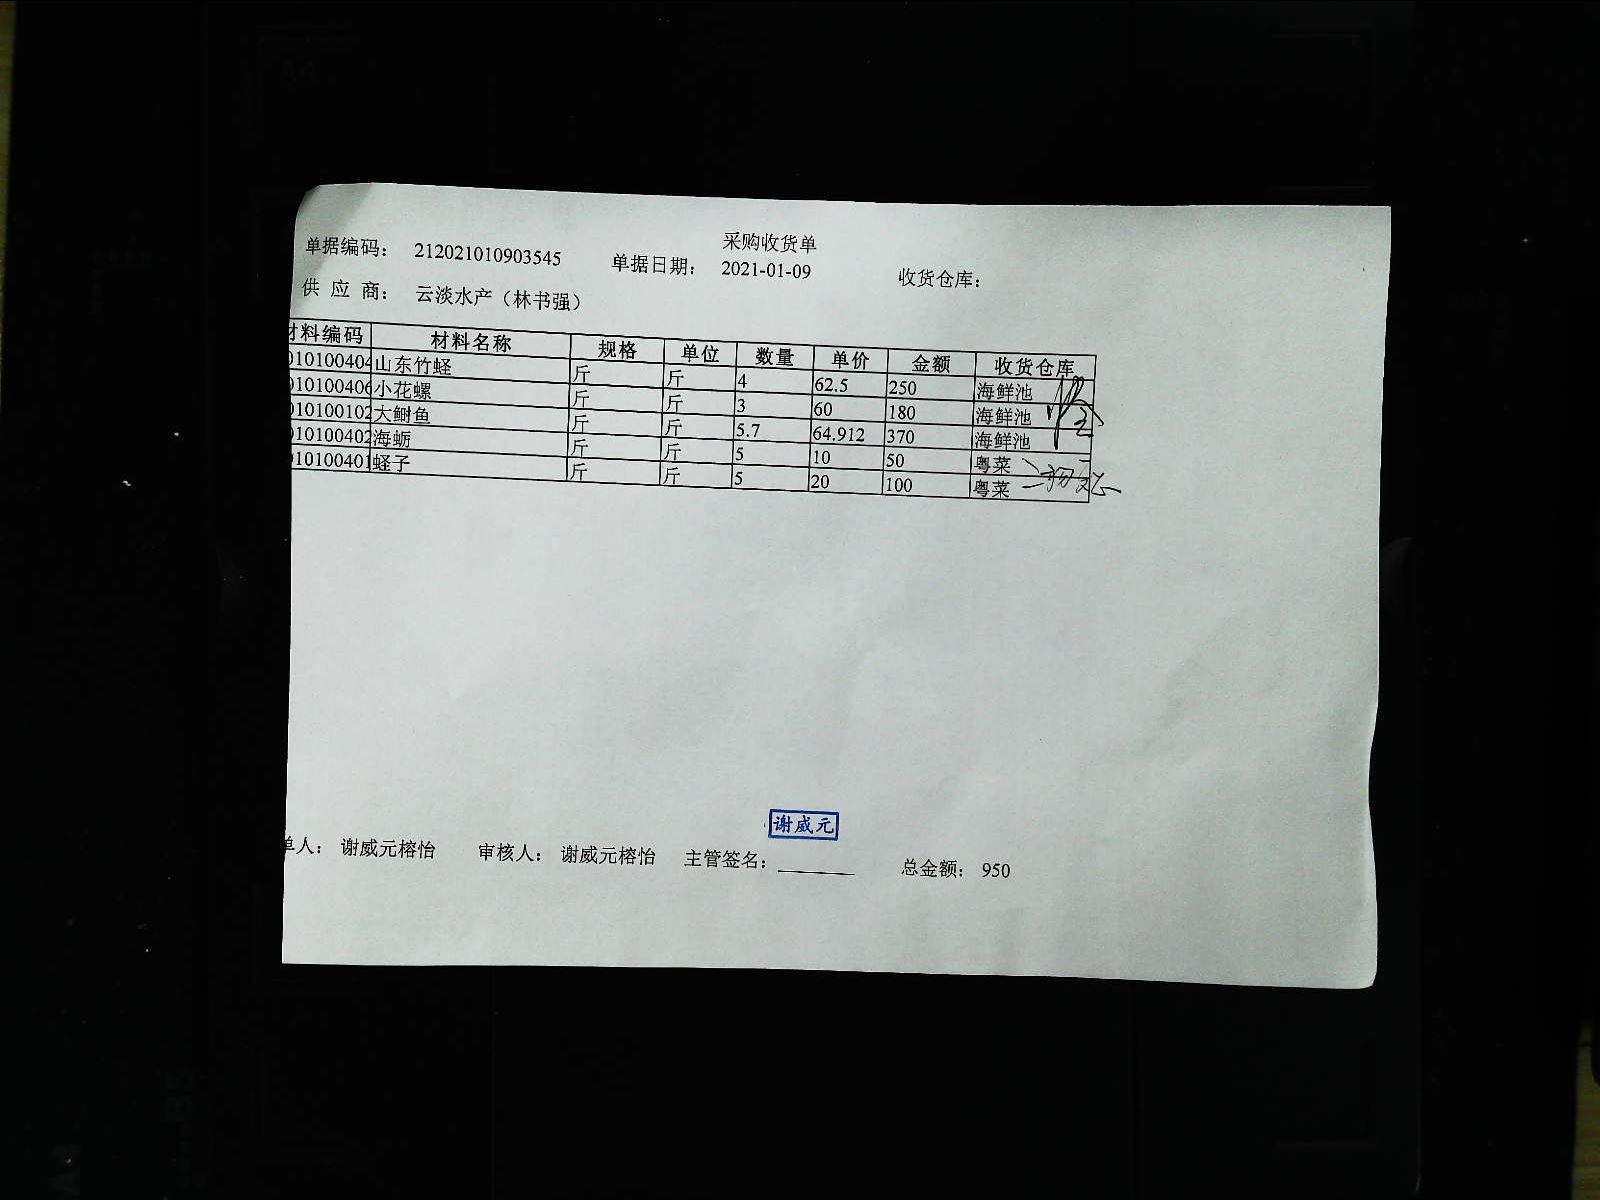 采购收货单
单据编码： 212021010903545 单据日期： 2021-01-09 收货仓库：
供 应 商： 云淡水产（林书强）
材料编码 材料名称 规格 单位 数量 单价 金额 收货仓库
010100404 山东竹蛏 斤 斤 4 62.5 250 海鲜池
010100406 小花螺 斤 斤 3 60 180 海鲜池
010100102 大鲥鱼 斤 斤 5.7 64.912 370 海鲜池
010100402 海蛎 斤 斤 5 10 50 粤菜
010100401 蛏子 斤 斤 5 20 100 粤菜
谢威元
单人： 谢威元榕怡 审核人： 谢威元榕怡 主管签名： 总金额： 950